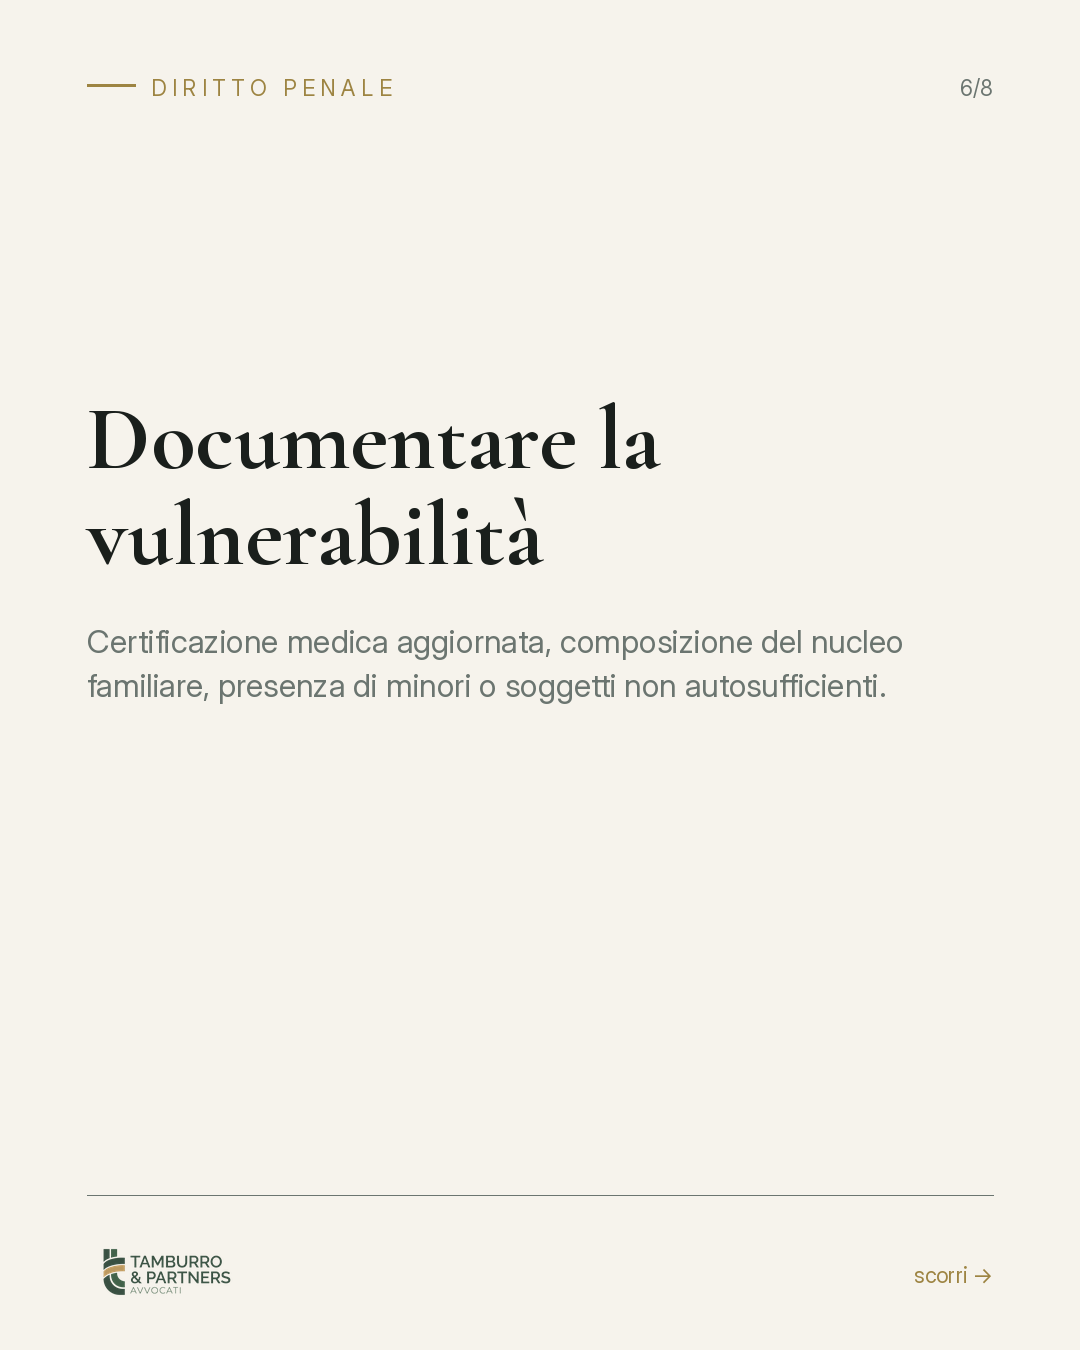 DIRITTO PENALE
6/8
Documentare la
vulnerabilità
Certificazione medica aggiornata, composizione del nucleo
familiare, presenza di minori o soggetti non autosufficienti.
TAMBURRO
& PARTNERS
AVVOCATI
scorri →